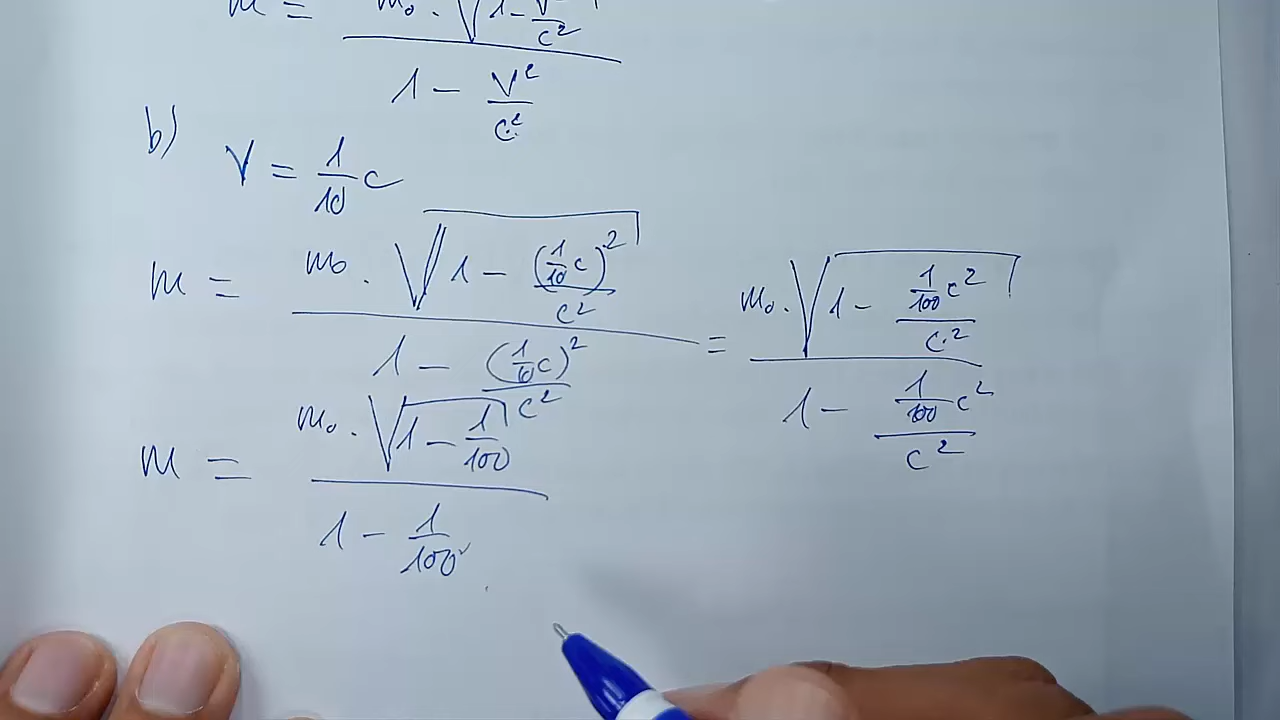 m = m₀ . √(1 - v²/c²) / (1 - v²/c²)
b)
v = 1/10 c
m = m₀ . √(1 - (1/10 c)²/c²) / (1 - (1/10 c)²/c²) = m₀ . √(1 - 1/100 c²/c²) / (1 - 1/100 c²/c²)
m = m₀ . √(1 - 1/100) / (1 - 1/100)